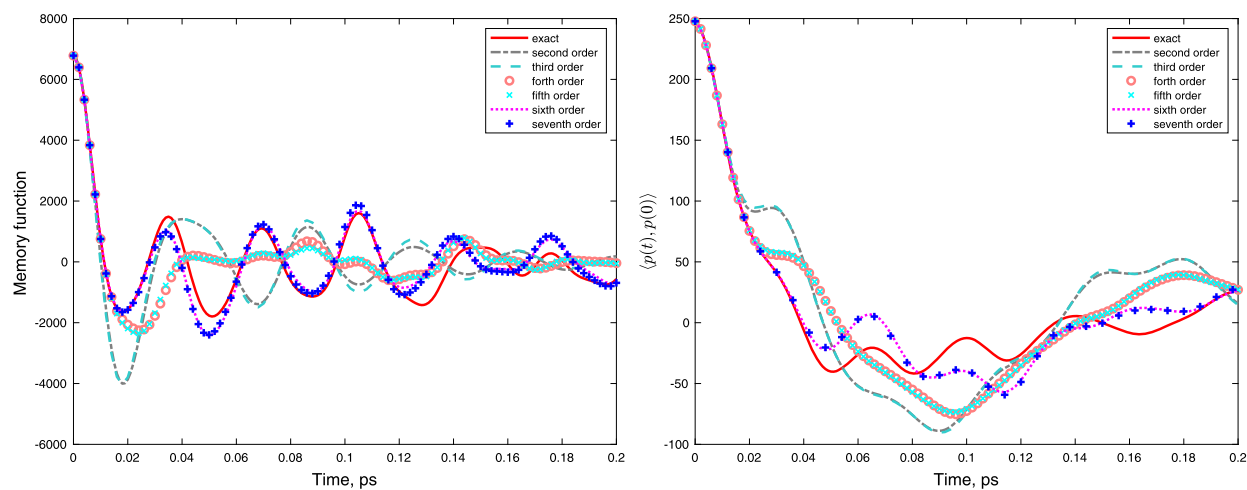 8000
6000
4000
2000
0
-2000
-4000
-6000
0
0.02
0.04
0.06
0.08
0.1
0.12
0.14
0.16
0.18
0.2
Memory function
Time, ps
exact
second order
third order
forth order
fifth order
sixth order
seventh order
250
200
150
100
50
0
-50
-100
0
0.02
0.04
0.06
0.08
0.1
0.12
0.14
0.16
0.18
0.2
⟨p(t), p(0)⟩
Time, ps
exact
second order
third order
forth order
fifth order
sixth order
seventh order